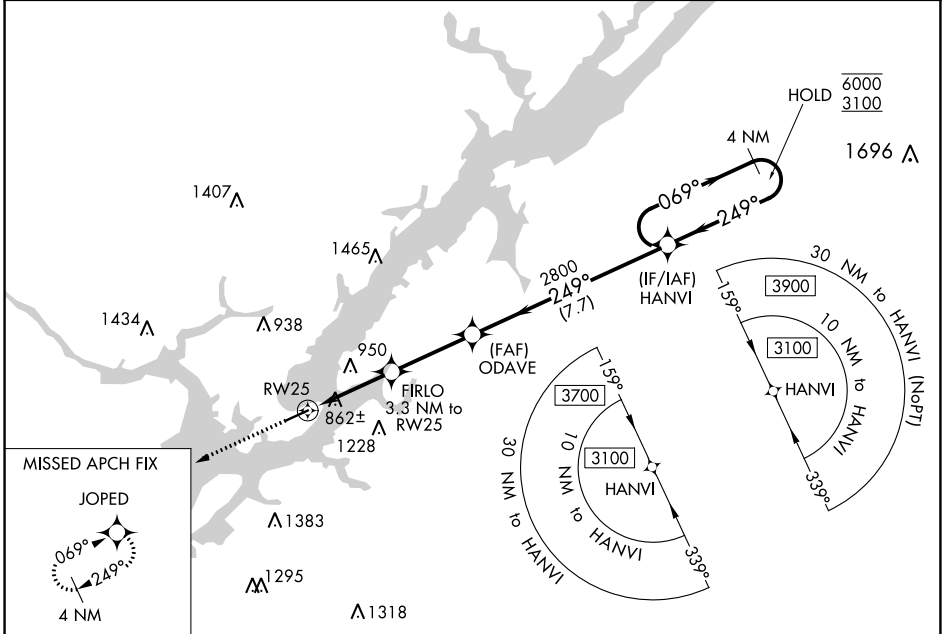 6000
3100
HOLD
4 NM
1696
1407
069°
249°
1465
2800
249°
(7.7)
(IF/IAF)
HANVI
30 NM to HANVI (NoPT)
159°
3900
10 NM to HANVI
3100
HANVI
339°
1434
938
950
(FAF)
ODAVE
RW25
FIRLO
3.3 NM to
RW25
862±
1228
159°
3700
3100
10 NM to HANVI
30 NM to HANVI
HANVI
339°
MISSED APCH FIX
JOPED
069°
249°
4 NM
1383
1295
1318